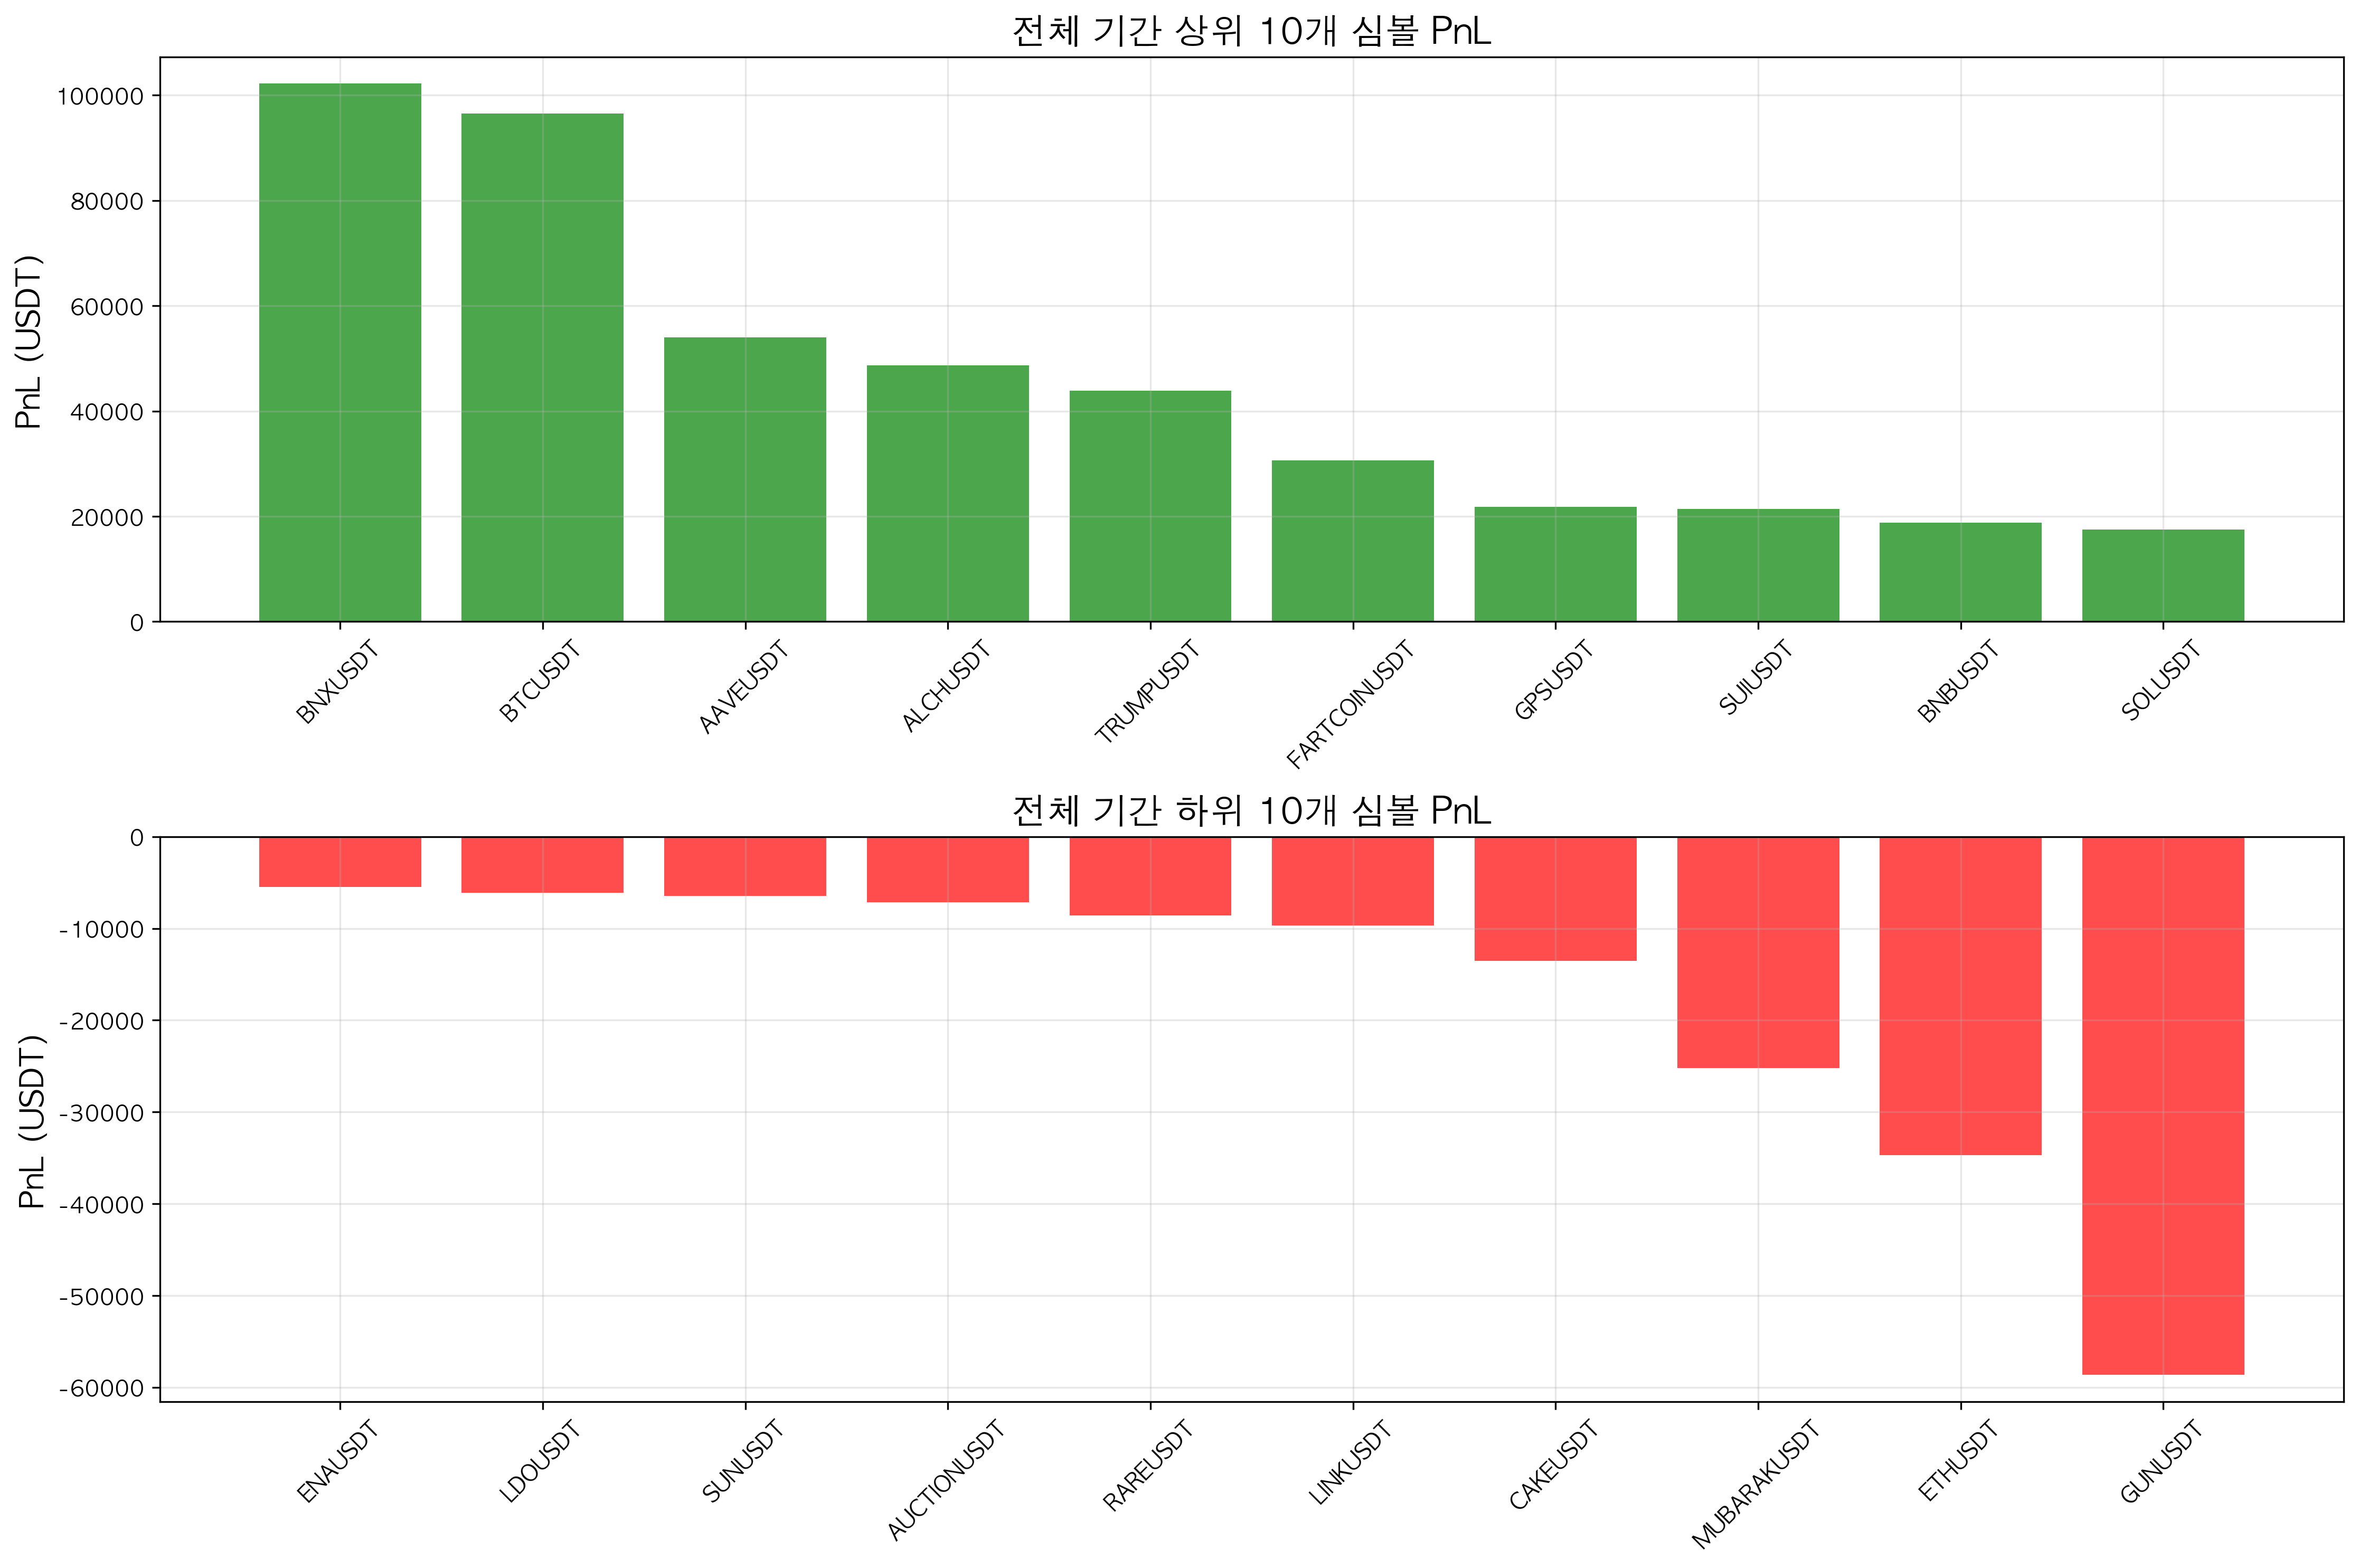 전체 기간 상위 10개 심볼 PnL
PnL (USDT)
100000
80000
60000
40000
20000
0
BNXUSDT
BTCUSDT
AAVEUSDT
ALCHUSDT
TRUMPUSDT
FARTCOINUSDT
GPSUSDT
SUIUSDT
BNBUSDT
SOLUSDT
전체 기간 하위 10개 심볼 PnL
PnL (USDT)
0
-10000
-20000
-30000
-40000
-50000
-60000
ENAUSDT
LDOUSDT
SUNUSDT
AUCTIONUSDT
RAREUSDT
LINKUSDT
CAKEUSDT
MUBARAKUSDT
ETHUSDT
GUNUSDT